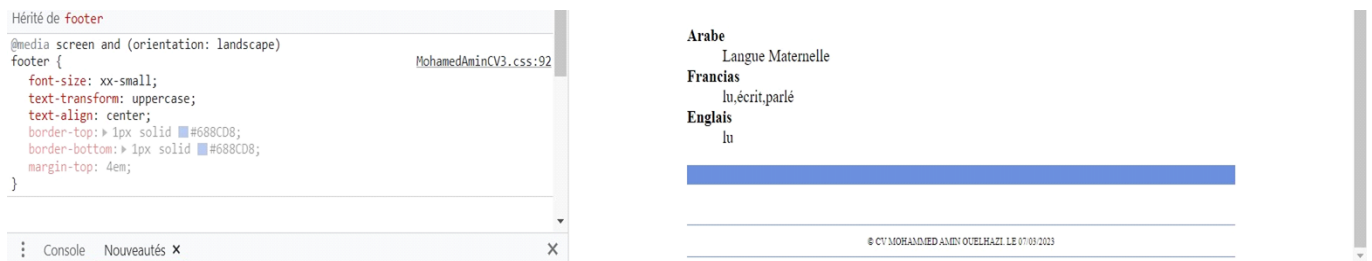 Hérité de footer
@media screen and (orientation: landscape)
footer {
MohamedAminCV3.css:92
font-size: xx-small;
text-transform: uppercase;
text-align: center;
border-top: 1px solid #688CD8;
border-bottom: 1px solid #688CD8;
margin-top: 4em;
}
Console Nouveautés ×
Arabe
Langue Maternelle
Francias
lu,écrit,parlé
Englais
lu
© CV MOHAMMED AMIN OUELHAZI. LE 07/03/2023